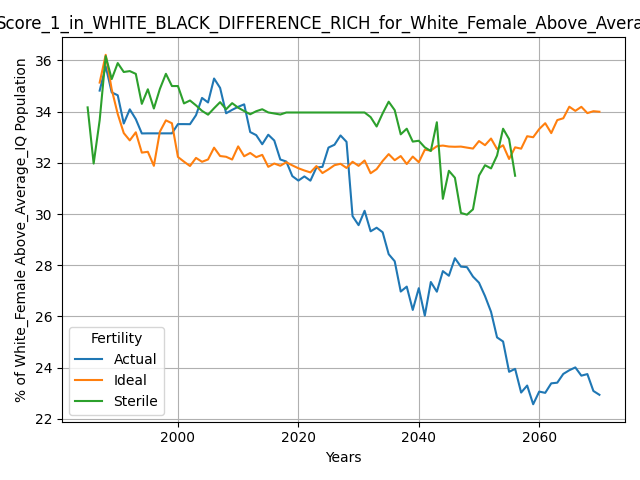 Score_1_in_WHITE_BLACK_DIFFERENCE_RICH_for_White_Female_Above_Avera
% of White_Female Above_Average_IQ Population
36
34
32
30
28
26
24
22
Fertility
Actual
Ideal
Sterile
2000
2020
2040
2060
Years